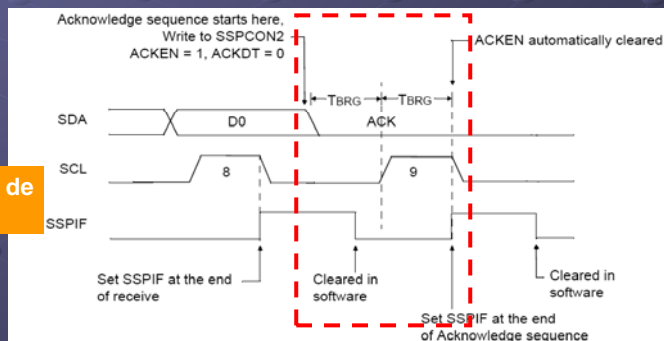 Acknowledge sequence starts here,
Write to SSPCON2
ACKEN = 1, ACKDT = 0
ACKEN automatically cleared
TBRG
TBRG
SDA
D0
ACK
de
SCL
8
9
SSPIF
Set SSPIF at the end
of receive
Cleared in
software
Cleared in
software
Set SSPIF at the end
of Acknowledge sequence